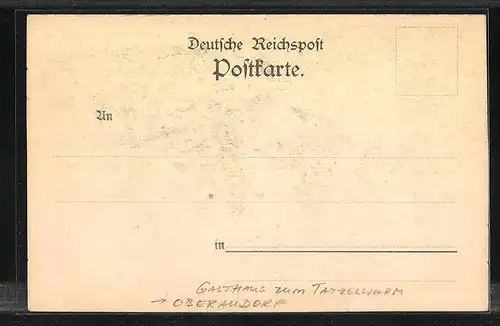 Deutsche Reichspost
Postkarte.
An
in
GASTHAUS ZUM TATZELWURM
→ OBERAUDORF